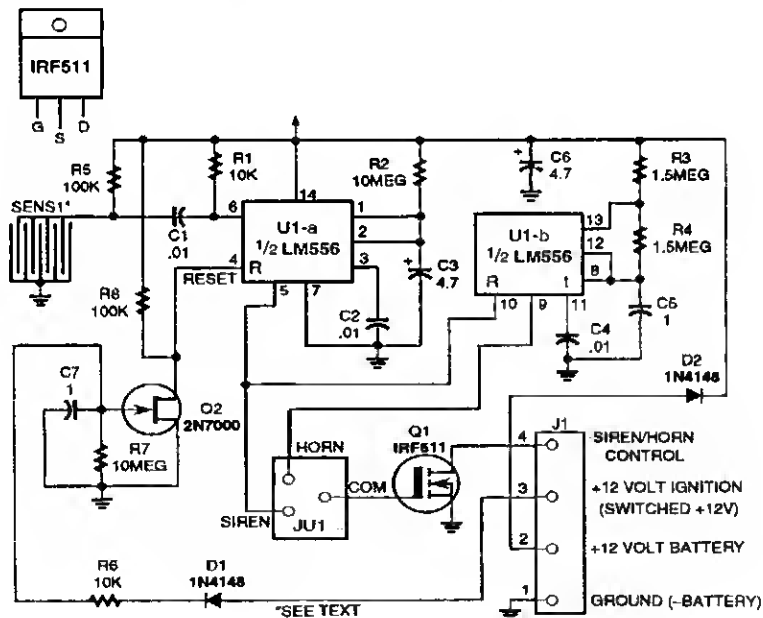 IRF511
G S D
R5
100K
R1
10K
R2
10MEG
C6
4.7
+
R3
1.5MEG
SENS1*
C1
.01
6
14
1
U1-a
1/2 LM556
2
3
4
R
RESET
5
7
+
C3
4.7
13
U1-b
12
1/2 LM556
8
R
t
10
9
11
R4
1.5MEG
R8
100K
C2
.01
C4
.01
C5
1
C7
1
Q2
2N7000
R7
10MEG
D2
1N4148
HORN
Q1
IRF511
J1
COM
SIREN
JU1
4
SIREN/HORN
CONTROL
3
+12 VOLT IGNITION
(SWITCHED +12V)
2
+12 VOLT BATTERY
1
GROUND (–BATTERY)
R6
10K
D1
1N4148
*SEE TEXT